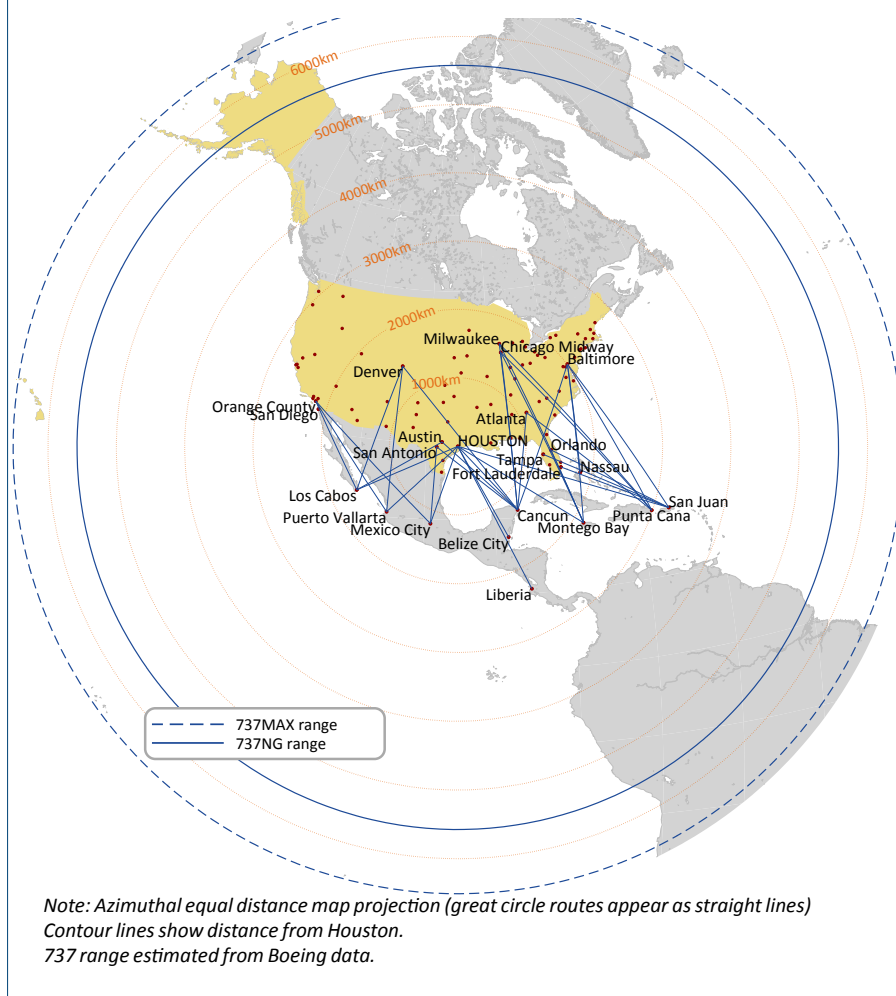 6000km
5000km
4000km
3000km
2000km
Milwaukee
Chicago Midway
Baltimore
Denver
1000km
Orange County
San Diego
Atlanta
Austin
HOUSTON
San Antonio
Orlando
Tampa
Fort Lauderdale
Nassau
Los Cabos
Puerto Vallarta
Mexico City
Cancun
Montego Bay
Punta Cana
San Juan
Belize City
Liberia
737MAX range
737NG range
Note: Azimuthal equal distance map projection (great circle routes appear as straight lines)
Contour lines show distance from Houston.
737 range estimated from Boeing data.